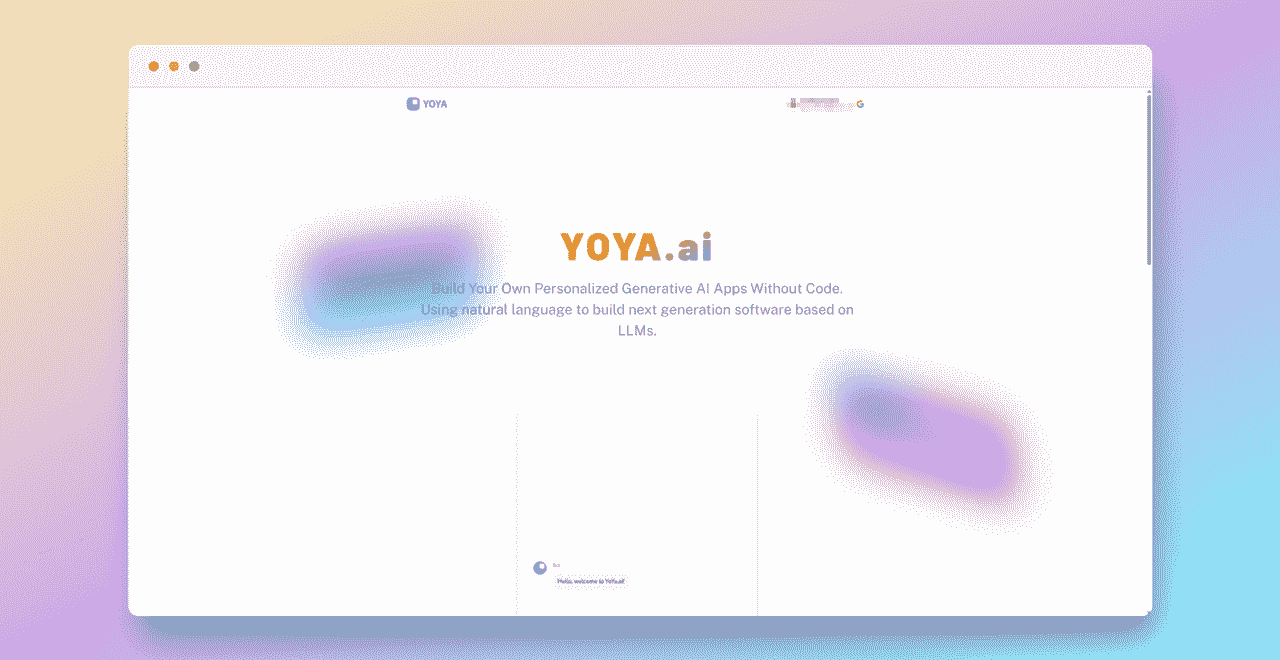 YOYA
YOYA.ai
Build Your Own Personalized Generative AI Apps Without Code.
Using natural language to build next generation software based on
LLMs.
Hello, welcome to YoYa.ai!